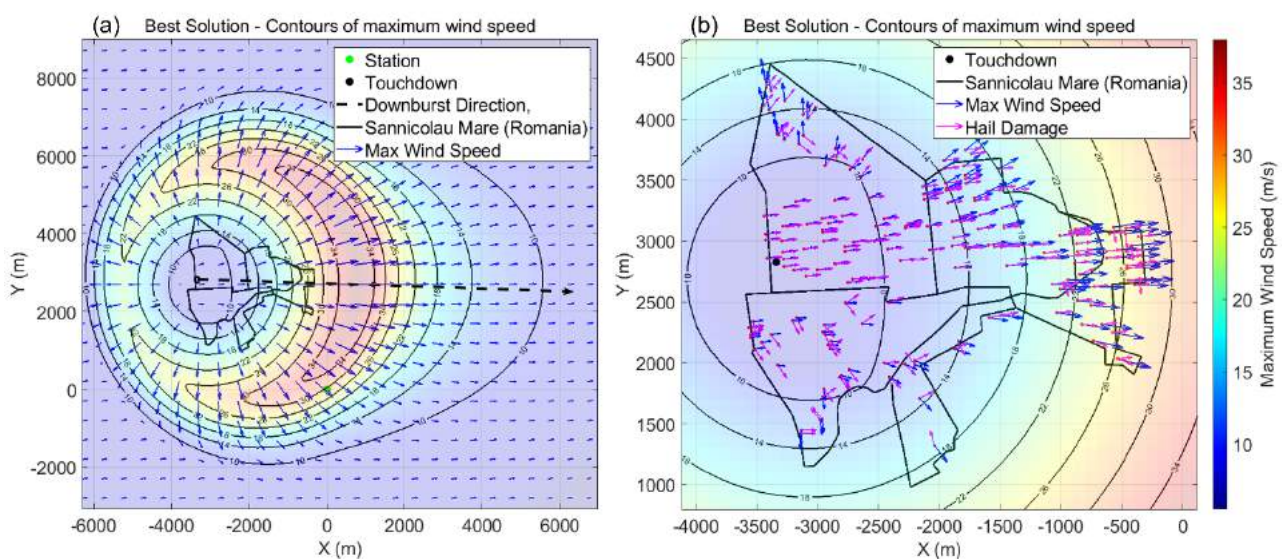 (a) Best Solution - Contours of maximum wind speed
Station
Touchdown
Downburst Direction,
Sannicolau Mare (Romania)
Max Wind Speed
8000
6000
4000
2000
0
-2000
Y (m)
-6000 -4000 -2000 0 2000 4000 6000
X (m)
(b) Best Solution - Contours of maximum wind speed
Touchdown
Sannicolau Mare (Romania)
Max Wind Speed
Hail Damage
4500
4000
3500
3000
2500
2000
1500
1000
Y (m)
-4000 -3500 -3000 -2500 -2000 -1500 -1000 -500 0
X (m)
35
30
25
20
15
10
Maximum Wind Speed (m/s)